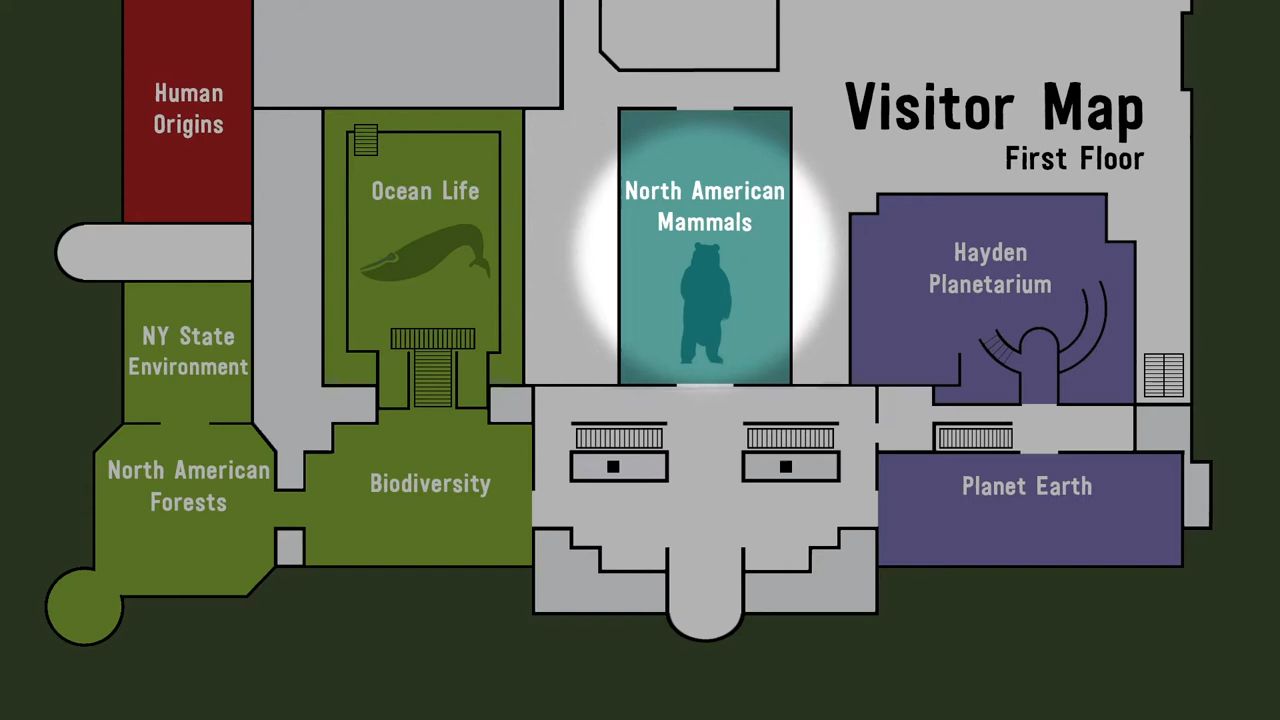 Visitor Map
First Floor
Human
Origins
Ocean Life
North American
Mammals
Hayden
Planetarium
NY State
Environment
North American
Forests
Biodiversity
Planet Earth